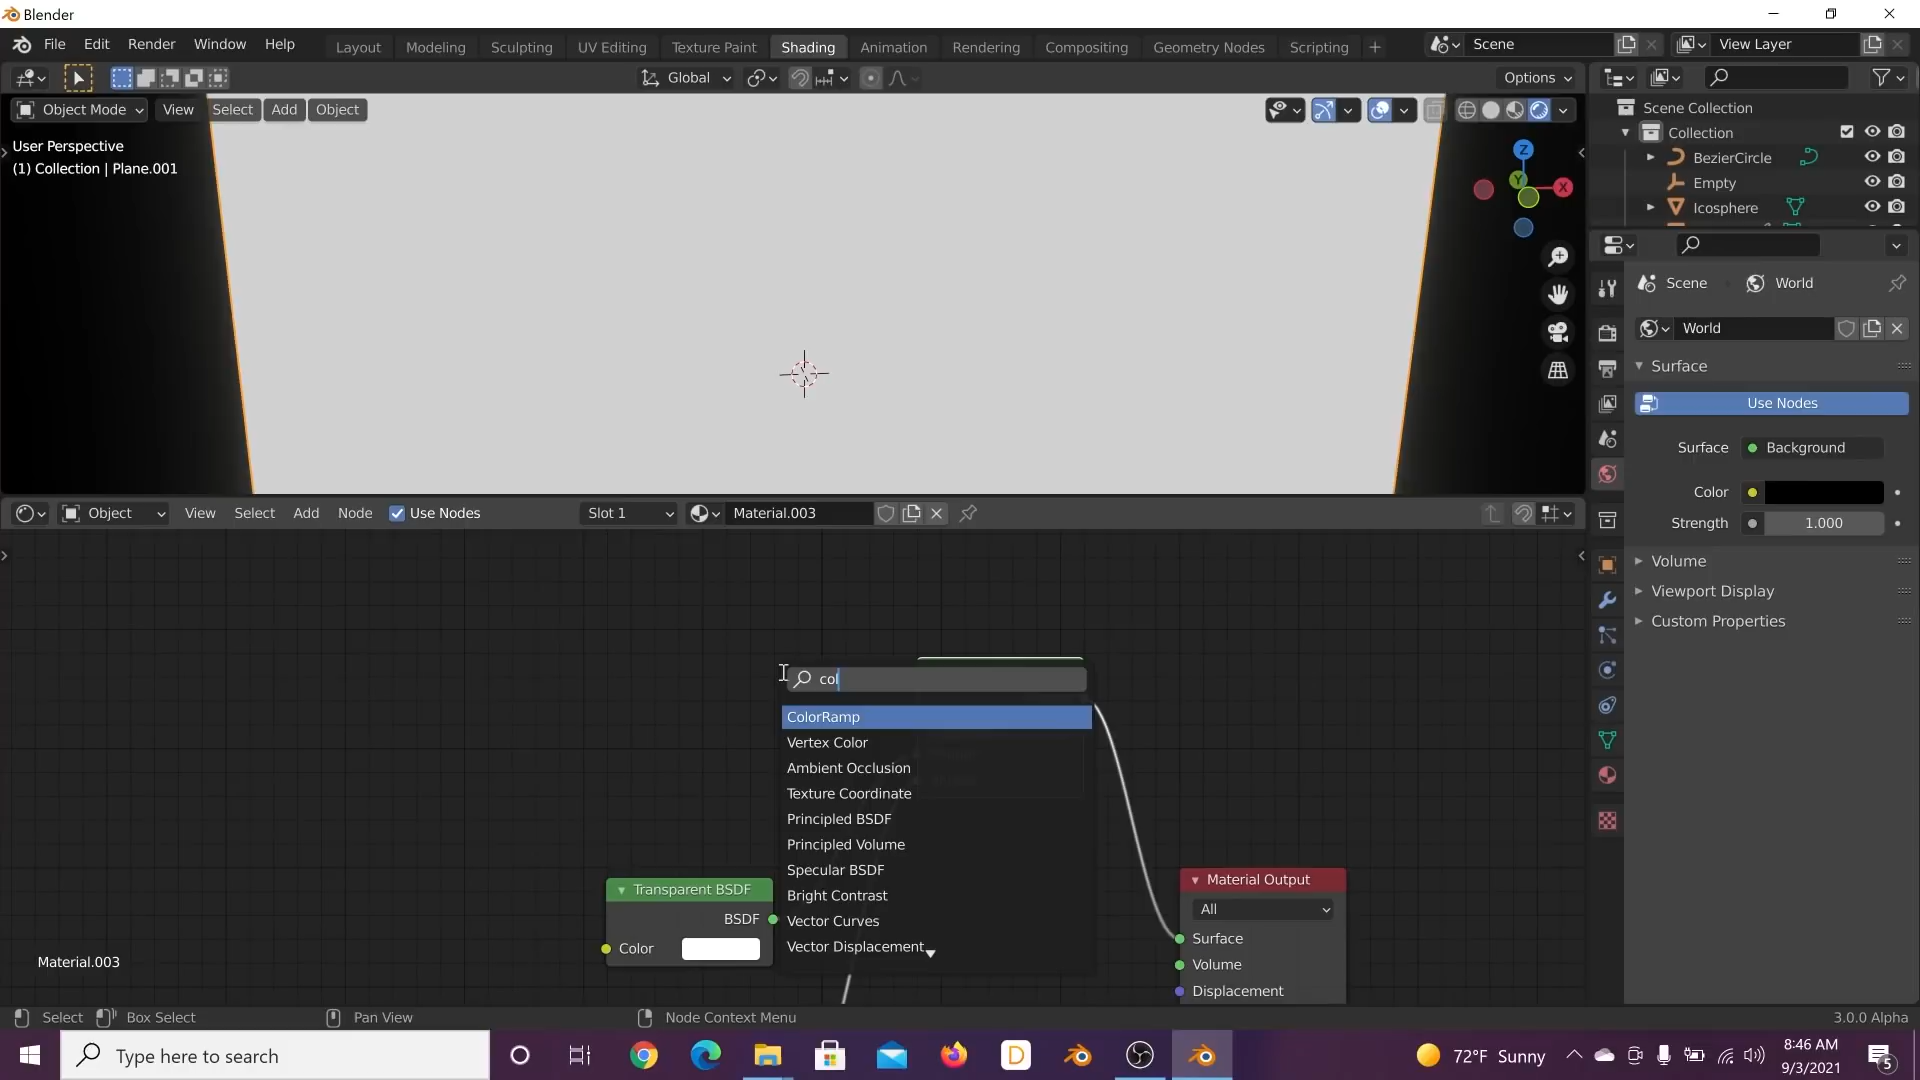 Blender
File Edit Render Window Help Layout Modeling Sculpting UV Editing Texture Paint Shading Animation Rendering Compositing Geometry Nodes Scripting + Scene View Layer
Global Options
Object Mode View Select Add Object
User Perspective
(1) Collection | Plane.001
Z
Y
X
Scene Collection
Collection
BezierCircle
Empty
Icosphere
Scene World
World
Surface
Use Nodes
Surface Background
Color
Strength 1.000
Volume
Viewport Display
Custom Properties
Object View Select Add Node Use Nodes Slot 1 Material.003
col
ColorRamp
Vertex Color
Ambient Occlusion
Texture Coordinate
Principled BSDF
Principled Volume
Specular BSDF
Bright Contrast
Vector Curves
Vector Displacement
Transparent BSDF
BSDF
Color
Material Output
All
Surface
Volume
Displacement
Material.003
Select Box Select Pan View Node Context Menu 3.0.0 Alpha
Type here to search
D
72°F Sunny
8:46 AM
9/3/2021
5